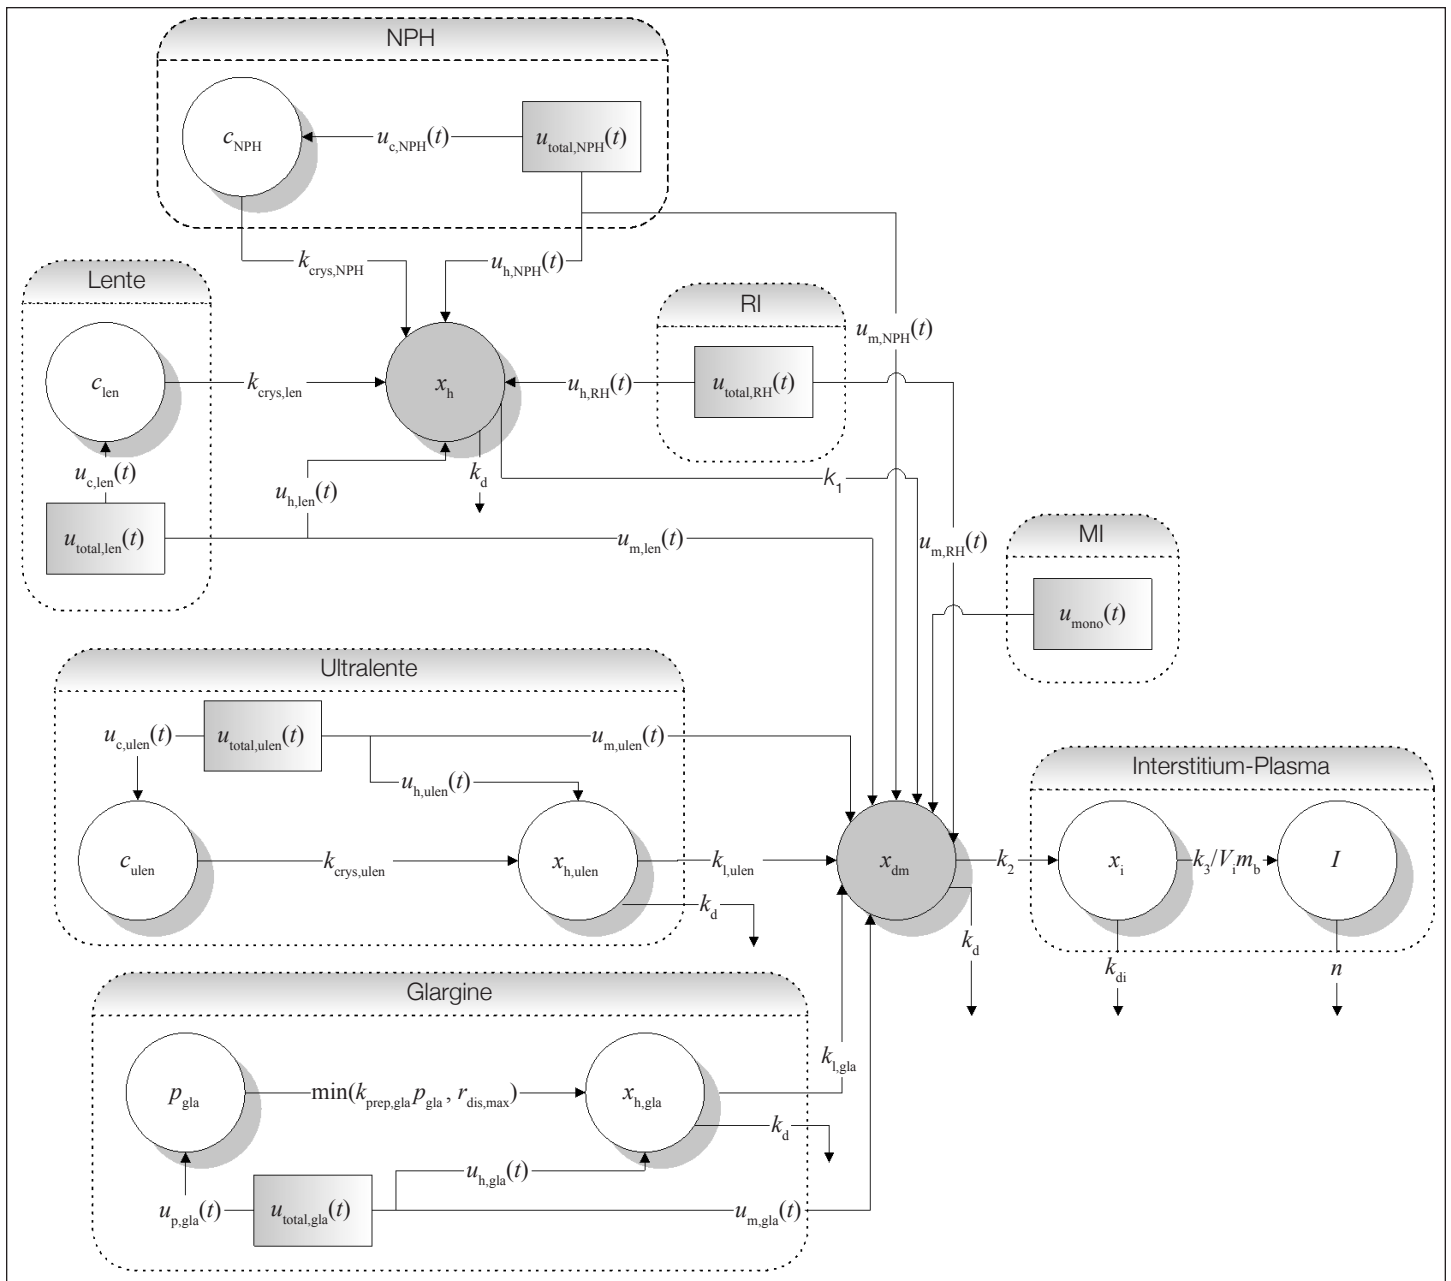 NPH
c_NPH
u_c,NPH(t)
u_total,NPH(t)
k_crys,NPH
u_h,NPH(t)
u_m,NPH(t)
Lente
c_len
k_crys,len
x_h
u_h,RH(t)
RI
u_total,RH(t)
u_c,len(t)
u_total,len(t)
u_h,len(t)
k_d
k_1
u_m,len(t)
u_m,RH(t)
MI
u_mono(t)
Ultralente
u_c,ulen(t)
u_total,ulen(t)
u_m,ulen(t)
u_h,ulen(t)
c_ulen
k_crys,ulen
x_h,ulen
k_l,ulen
k_d
x_dm
k_2
k_d
Interstitium-Plasma
x_i
k_3/V_i m_b
I
k_di
n
Glargine
p_gla
min(k_prep,gla p_gla, r_dis,max)
x_h,gla
k_l,gla
k_d
u_p,gla(t)
u_total,gla(t)
u_h,gla(t)
u_m,gla(t)